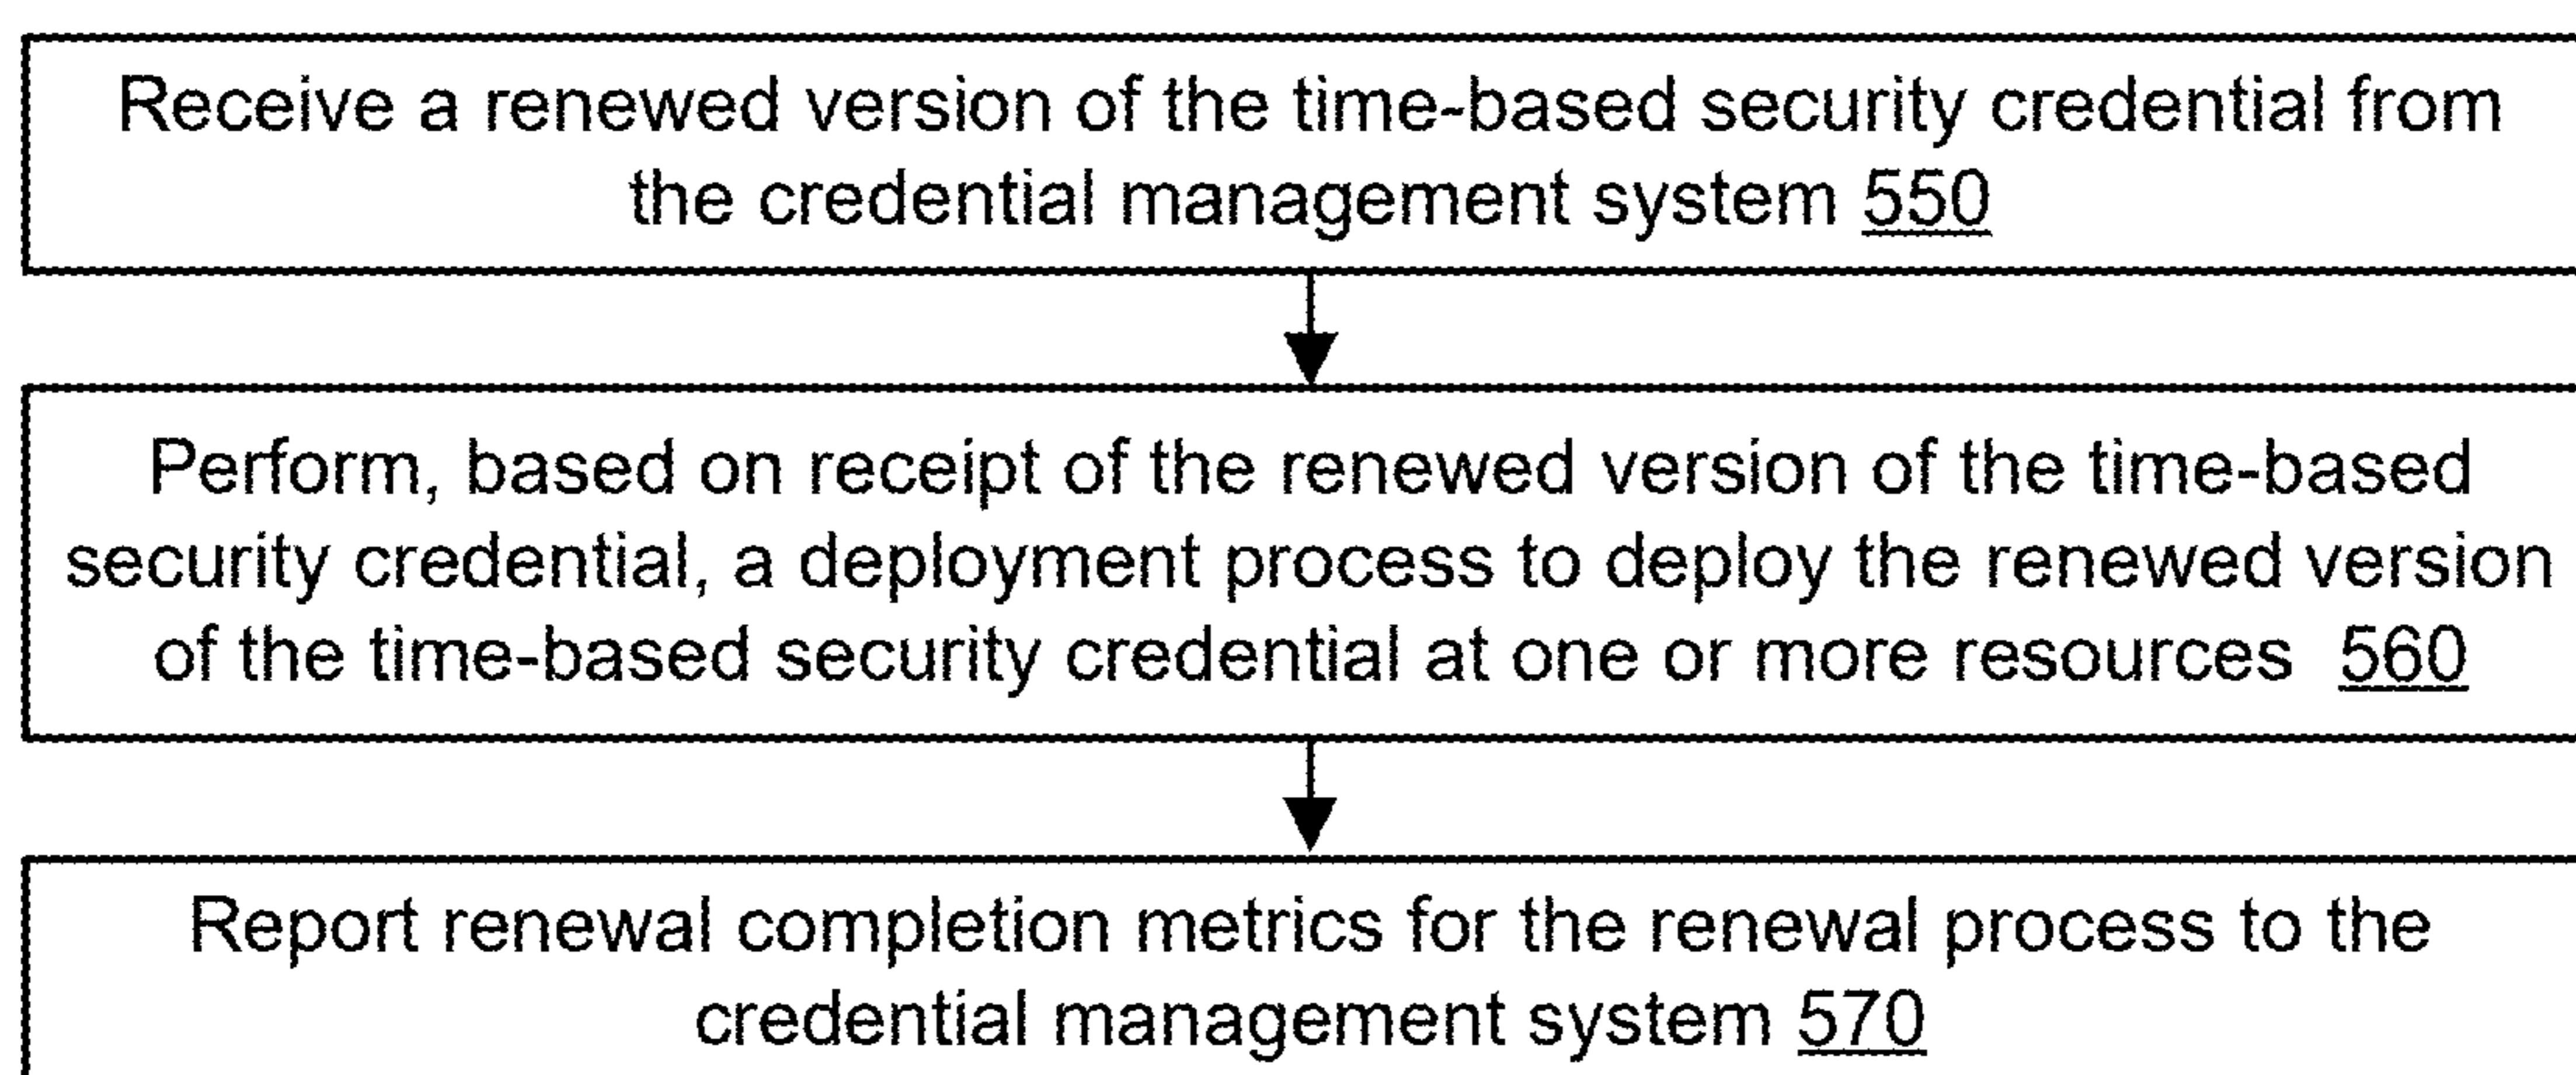 Receive a renewed version of the time-based security credential from
the credential management system 550
Perform, based on receipt of the renewed version of the time-based
security credential, a deployment process to deploy the renewed version
of the time-based security credential at one or more resources 560
Report renewal completion metrics for the renewal process to the
credential management system 570